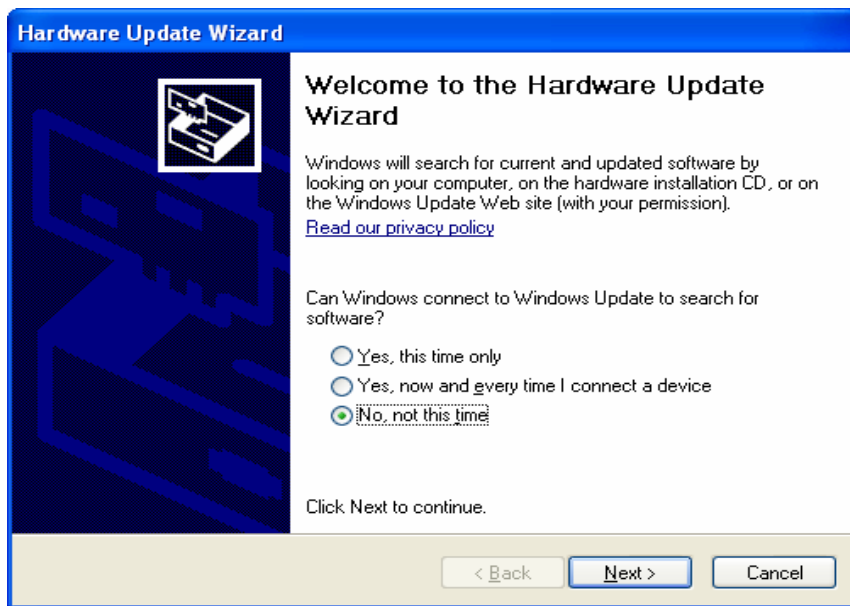 Hardware Update Wizard
Welcome to the Hardware Update
Wizard
Windows will search for current and updated software by
looking on your computer, on the hardware installation CD, or on
the Windows Update Web site (with your permission).
Read our privacy policy
Can Windows connect to Windows Update to search for
software?
Yes, this time only
Yes, now and every time I connect a device
No, not this time
Click Next to continue.
< Back Next > Cancel